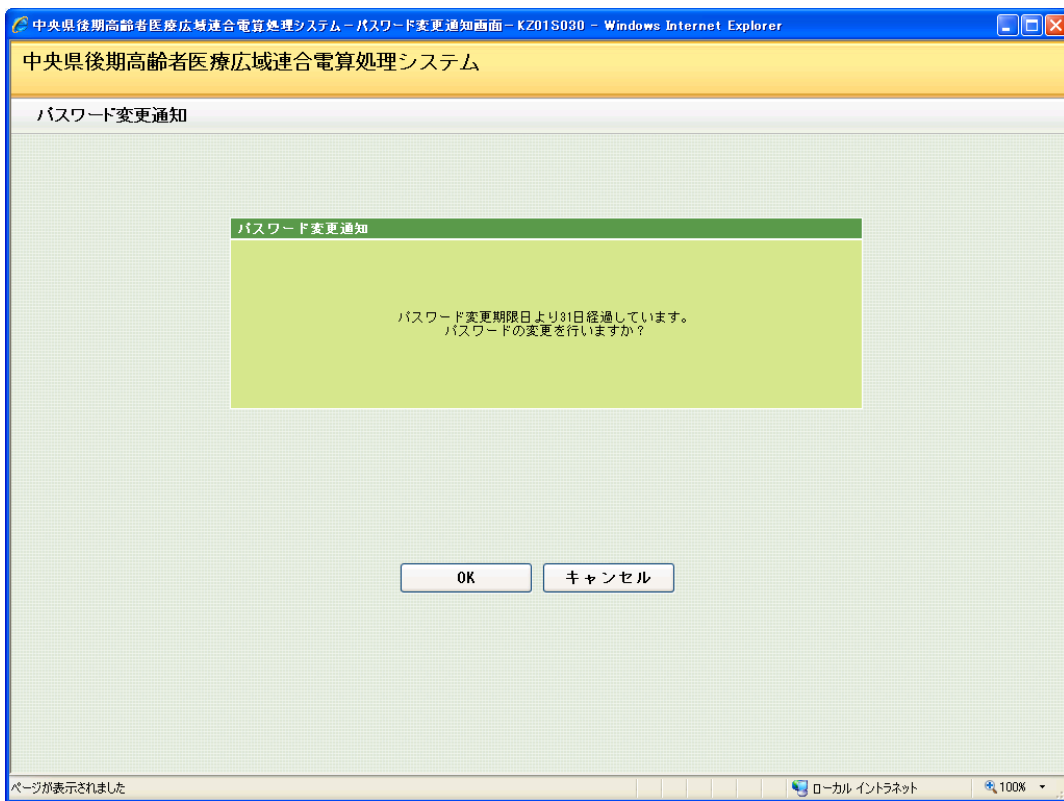 中央県後期高齢者医療広域連合電算処理システム－パスワード変更通知画面－KZ01S030 - Windows Internet Explorer
中央県後期高齢者医療広域連合電算処理システム
パスワード変更通知
パスワード変更通知
パスワード変更期限日より31日経過しています。
パスワードの変更を行いますか？
OK
キャンセル
ページが表示されました
ローカル イントラネット
100%